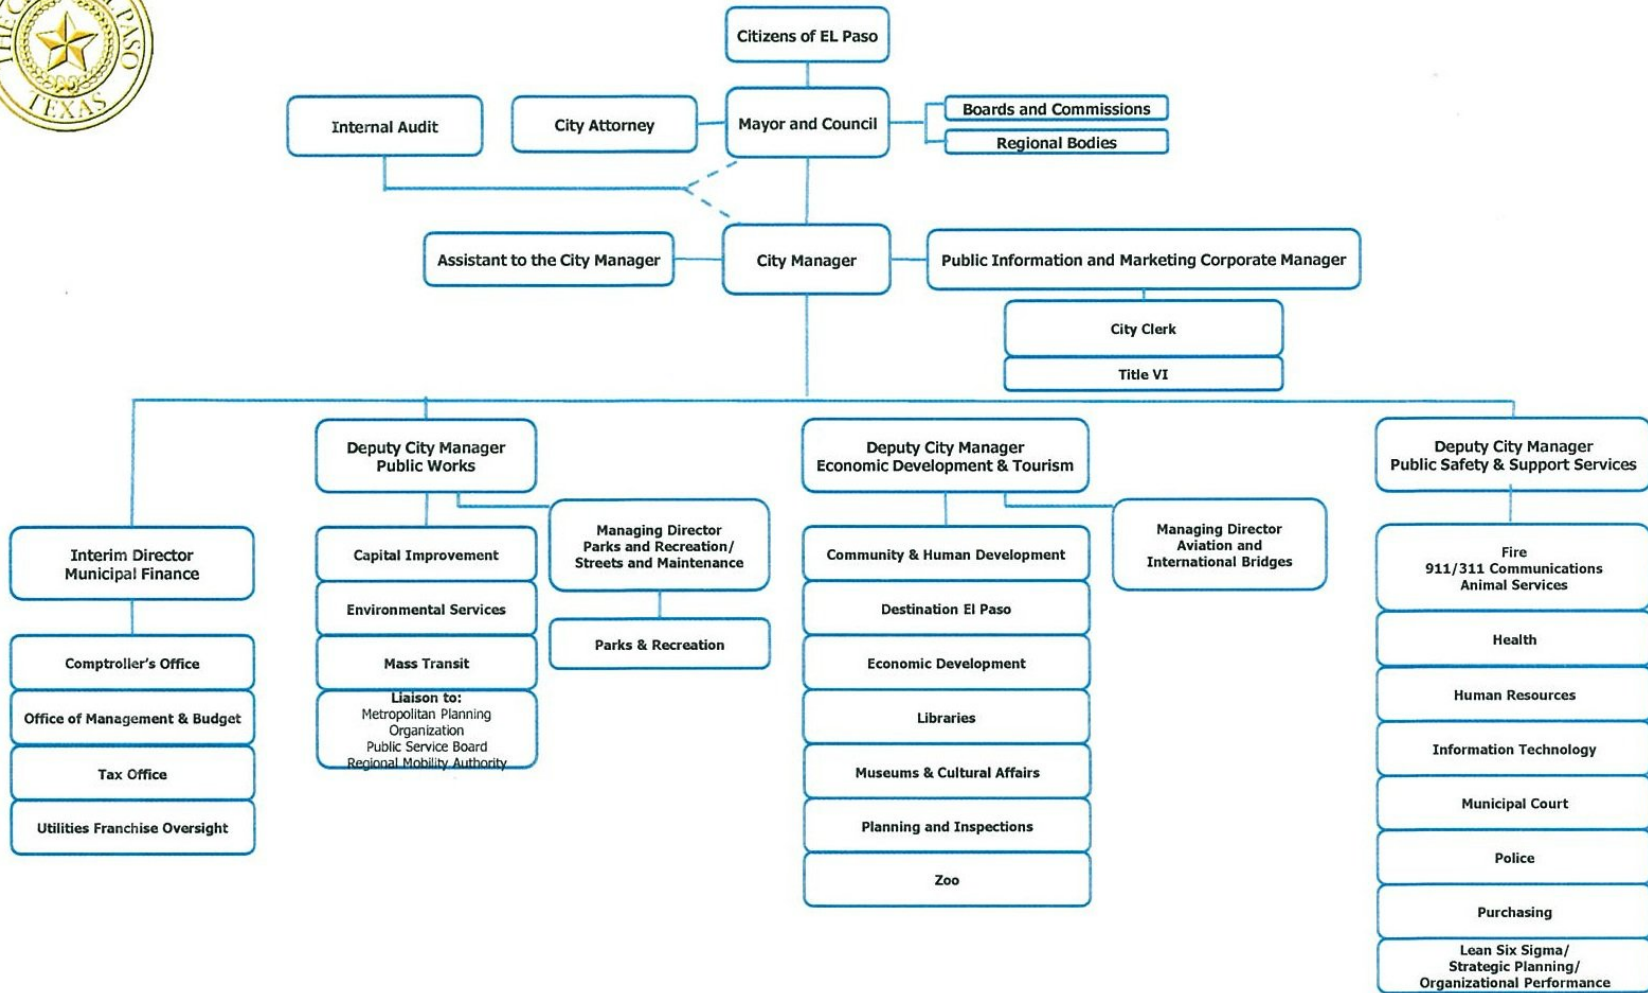 THE C
PASO
TEXAS
Citizens of EL Paso
Internal Audit
City Attorney
Mayor and Council
Boards and Commissions
Regional Bodies
Assistant to the City Manager
City Manager
Public Information and Marketing Corporate Manager
City Clerk
Title VI
Interim Director
Municipal Finance
Comptroller's Office
Office of Management & Budget
Tax Office
Utilities Franchise Oversight
Deputy City Manager
Public Works
Capital Improvement
Environmental Services
Mass Transit
Liaison to:
Metropolitan Planning
Organization
Public Service Board
Regional Mobility Authority
Managing Director
Parks and Recreation/
Streets and Maintenance
Parks & Recreation
Deputy City Manager
Economic Development & Tourism
Community & Human Development
Destination El Paso
Economic Development
Libraries
Museums & Cultural Affairs
Planning and Inspections
Zoo
Managing Director
Aviation and
International Bridges
Deputy City Manager
Public Safety & Support Services
Fire
911/311 Communications
Animal Services
Health
Human Resources
Information Technology
Municipal Court
Police
Purchasing
Lean Six Sigma/
Strategic Planning/
Organizational Performance